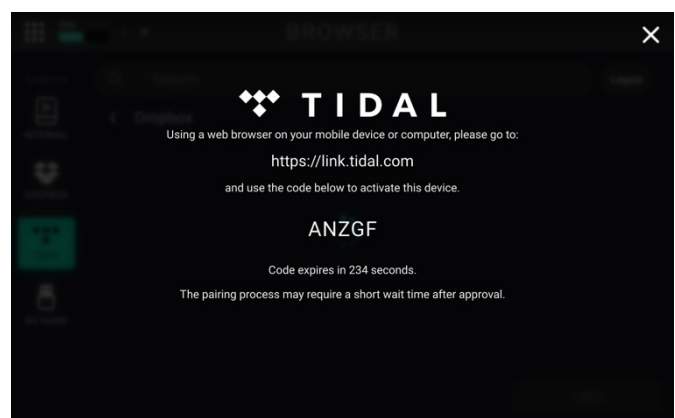 BROWSER
Search
Logout
Dropbox
TIDAL
Using a web browser on your mobile device or computer, please go to:
https://link.tidal.com
and use the code below to activate this device.
ANZGF
Code expires in 234 seconds.
The pairing process may require a short wait time after approval.